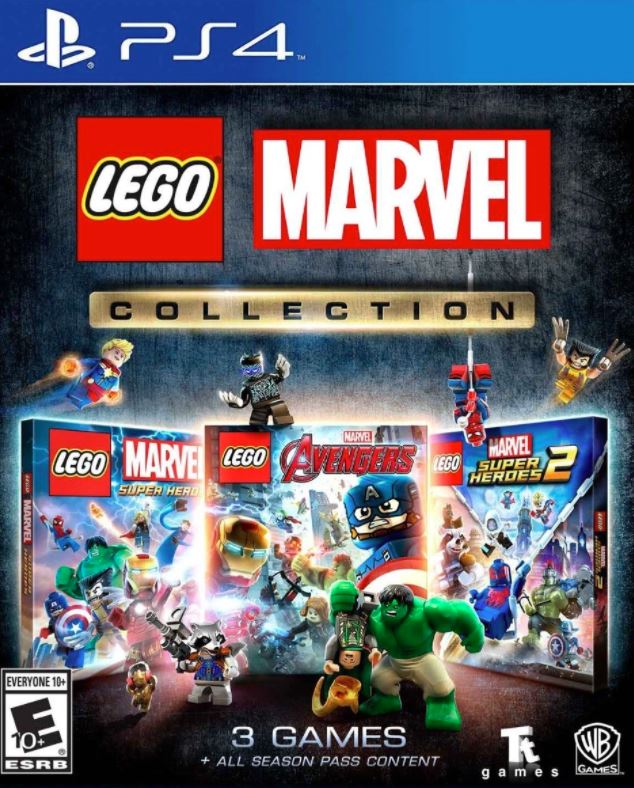 PS4™
LEGO®
MARVEL
COLLECTION
LEGO MARVEL
SUPER HERO
LEGO MARVEL
AVENGERS
LEGO MARVEL
SUPER HEROES 2
EVERYONE 10+
E
10+
®
ESRB
3 GAMES
+ ALL SEASON PASS CONTENT
Tt
games
WB
GAMES